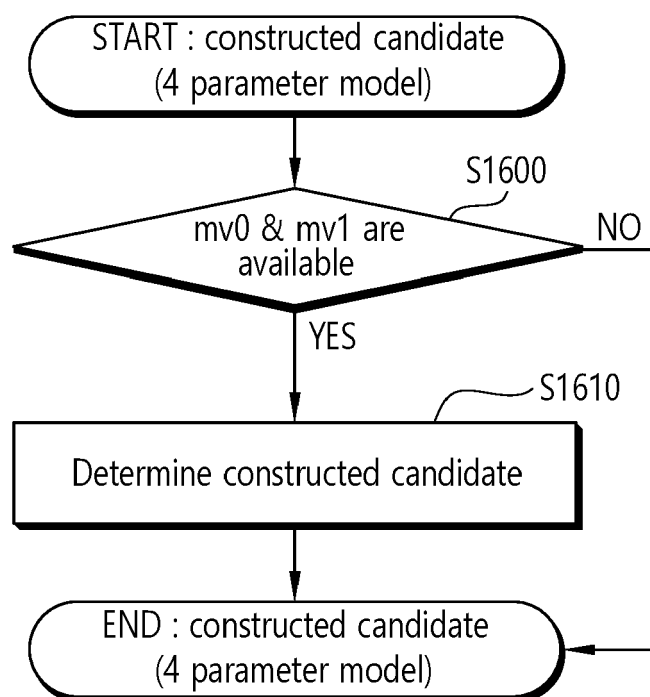 START : constructed candidate
(4 parameter model)
S1600
mv0 & mv1 are
available
NO
YES
S1610
Determine constructed candidate
END : constructed candidate
(4 parameter model)